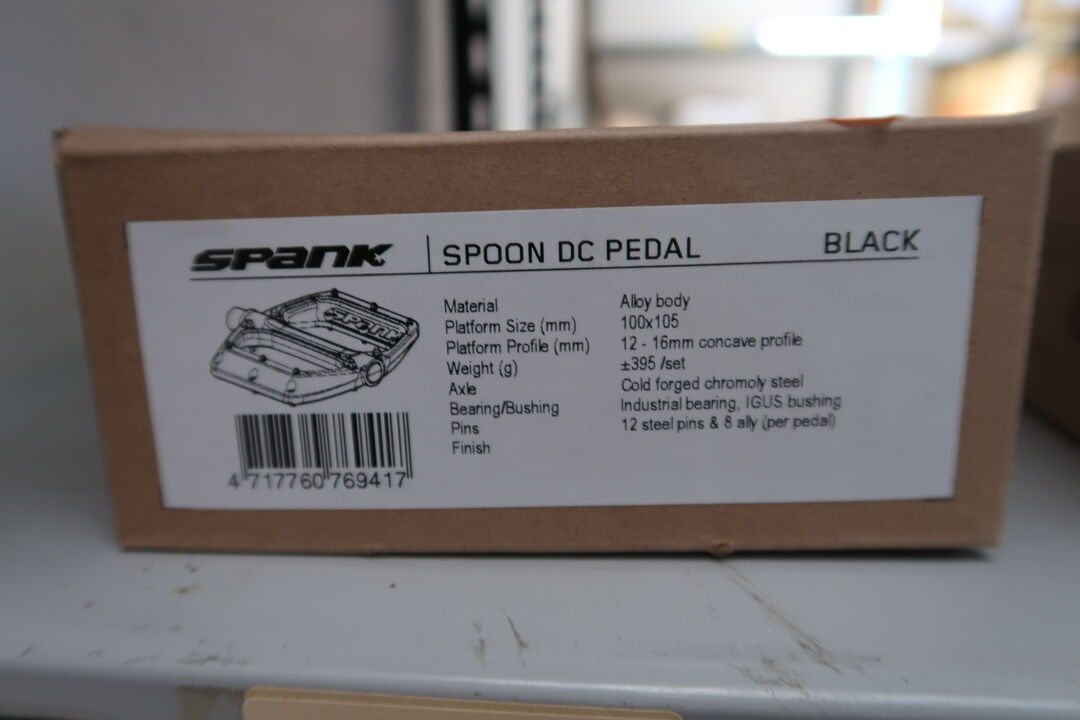 SPANK
SPOON DC PEDAL
BLACK
SPANK
Material Alloy body
Platform Size (mm) 100x105
Platform Profile (mm) 12 - 16mm concave profile
Weight (g) ±395 /set
Axle Cold forged chromoly steel
Bearing/Bushing Industrial bearing, IGUS bushing
Pins 12 steel pins & 8 ally (per pedal)
Finish
4 717760 769417